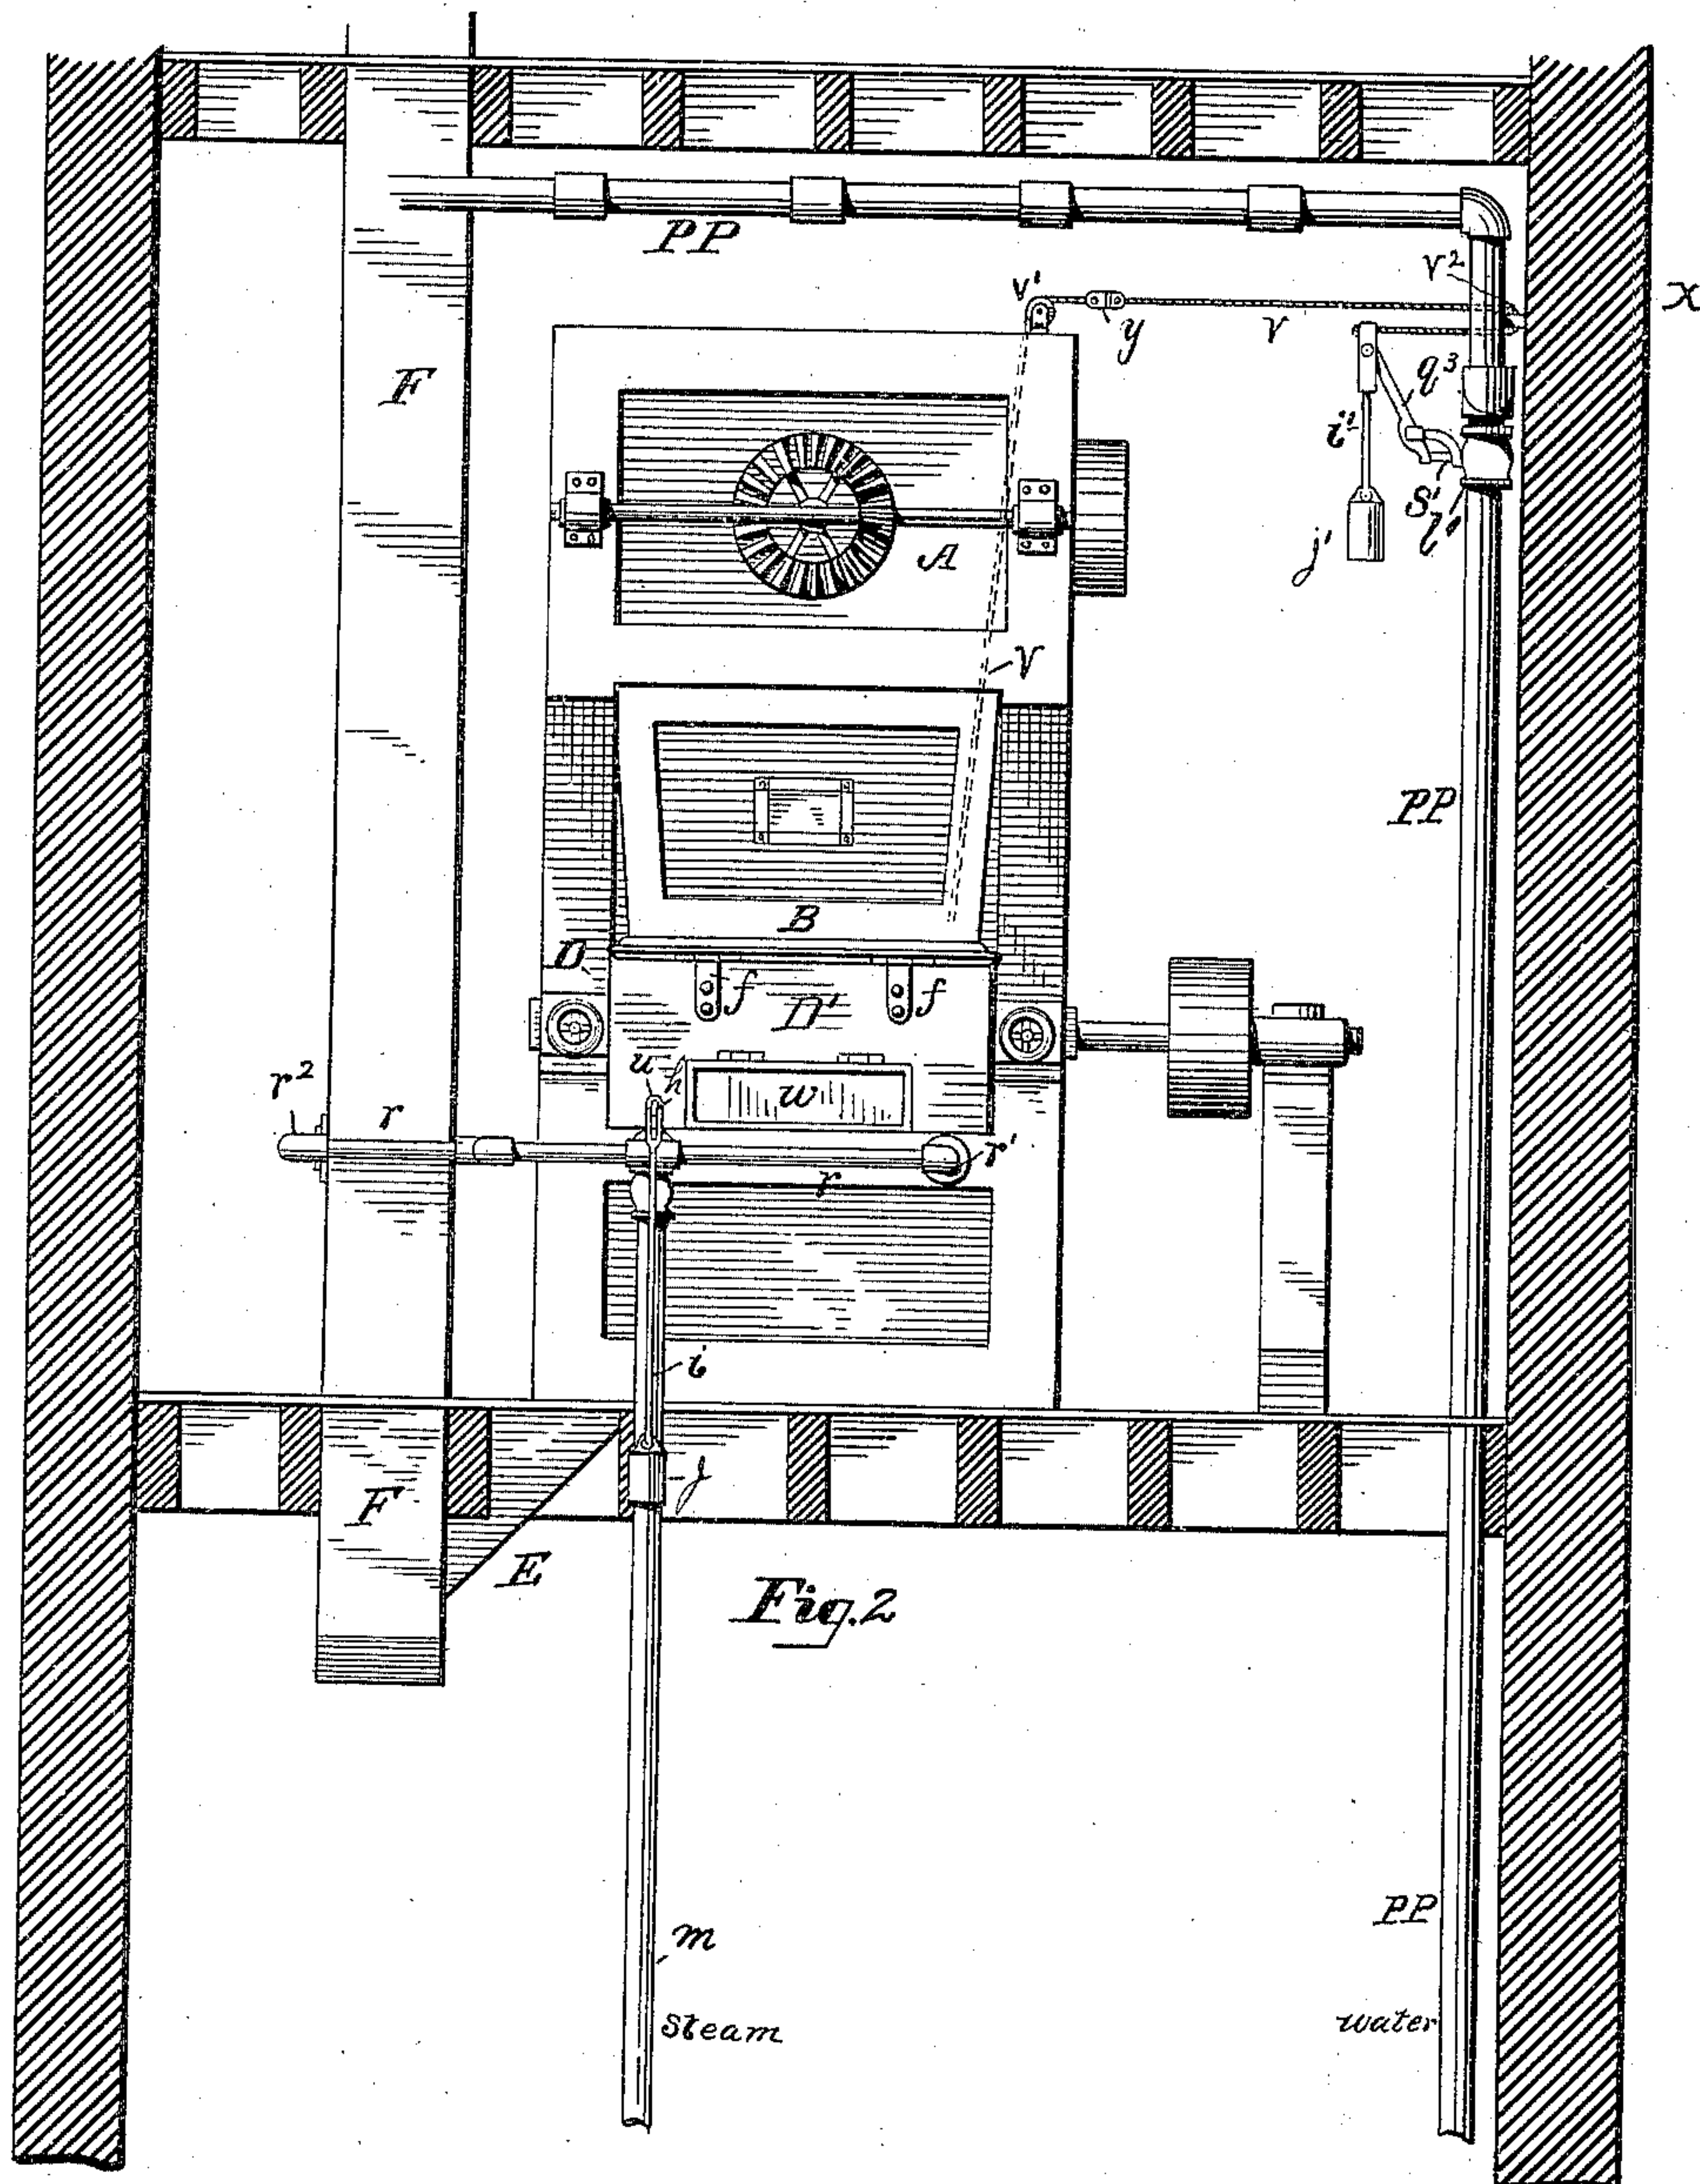 PP
V²
x
V'
y
V
F
q³
i'
S'
l'
j'
A
V
PP
B
D
f
f
D'
u
h
w
r²
r
r'
r
i
j
F
E
Fig. 2
m
PP
steam
water